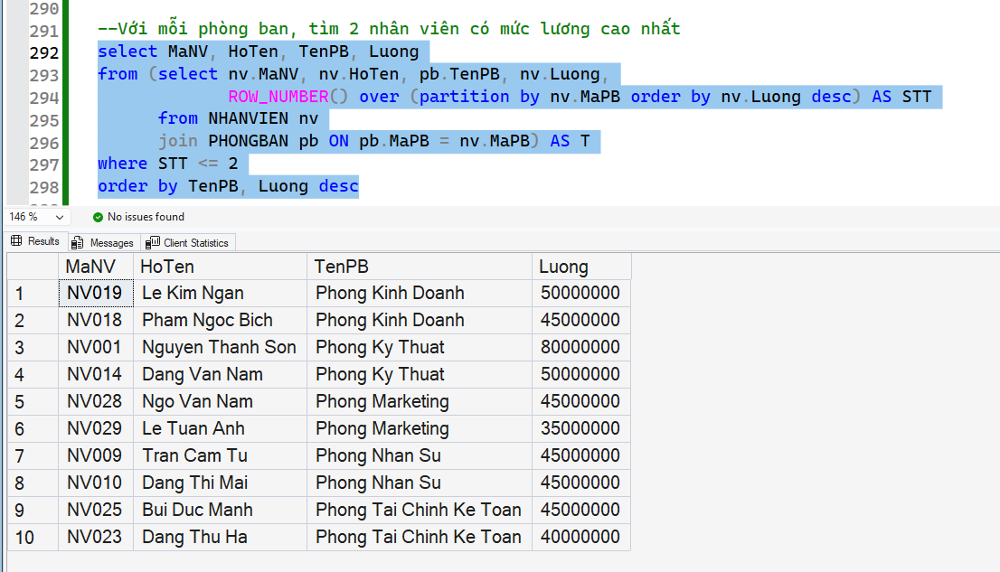 290
291 --Với mỗi phòng ban, tìm 2 nhân viên có mức lương cao nhất
292 select MaNV, HoTen, TenPB, Luong
293 from (select nv.MaNV, nv.HoTen, pb.TenPB, nv.Luong,
294 ROW_NUMBER() over (partition by nv.MaPB order by nv.Luong desc) AS STT
295 from NHANVIEN nv
296 join PHONGBAN pb ON pb.MaPB = nv.MaPB) AS T
297 where STT <= 2
298 order by TenPB, Luong desc
146 % No issues found
Results Messages Client Statistics
MaNV HoTen TenPB Luong
1 NV019 Le Kim Ngan Phong Kinh Doanh 50000000
2 NV018 Pham Ngoc Bich Phong Kinh Doanh 45000000
3 NV001 Nguyen Thanh Son Phong Ky Thuat 80000000
4 NV014 Dang Van Nam Phong Ky Thuat 50000000
5 NV028 Ngo Van Nam Phong Marketing 45000000
6 NV029 Le Tuan Anh Phong Marketing 35000000
7 NV009 Tran Cam Tu Phong Nhan Su 45000000
8 NV010 Dang Thi Mai Phong Nhan Su 45000000
9 NV025 Bui Duc Manh Phong Tai Chinh Ke Toan 45000000
10 NV023 Dang Thu Ha Phong Tai Chinh Ke Toan 40000000